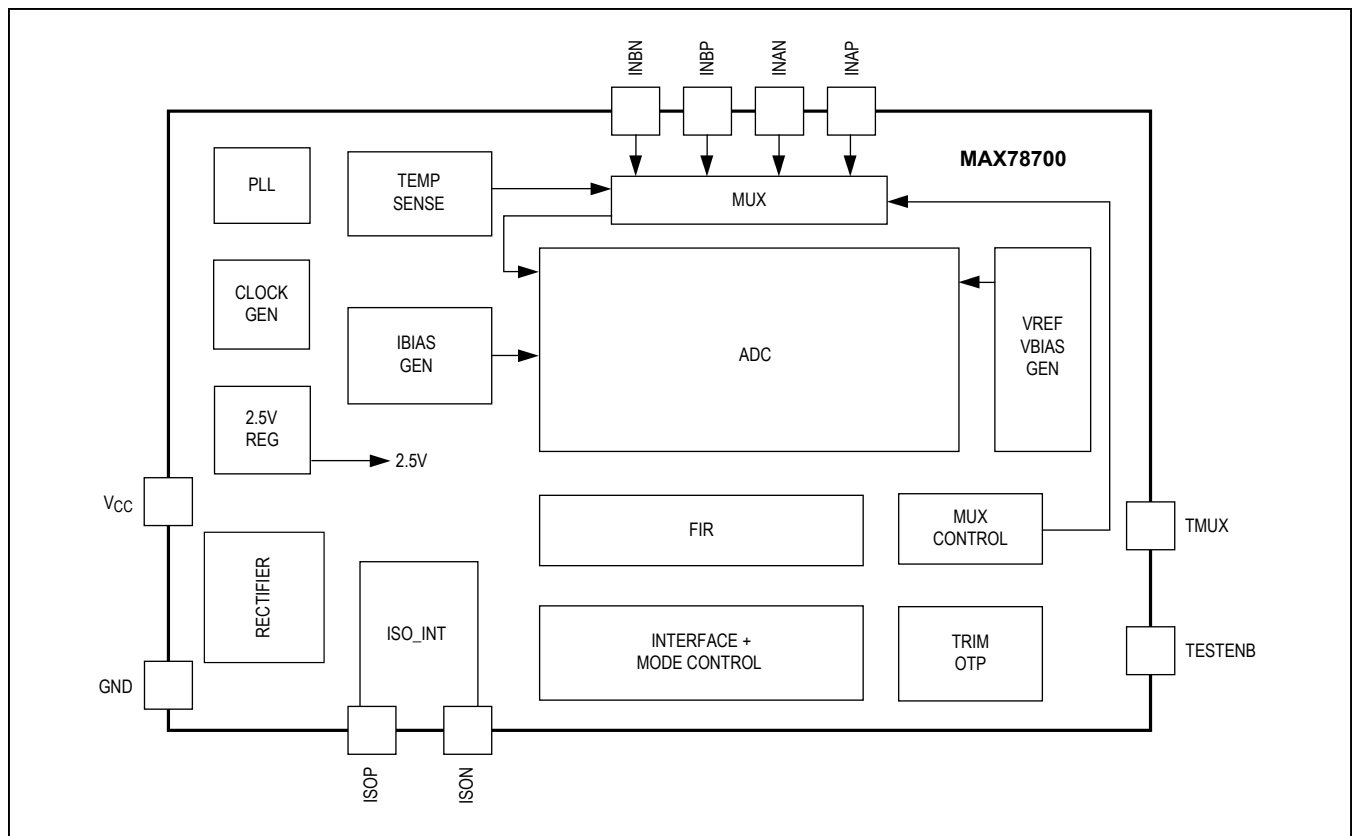 INBN
INBP
INAN
INAP
MAX78700
PLL
TEMP
SENSE
MUX
CLOCK
GEN
IBIAS
GEN
ADC
VREF
VBIAS
GEN
2.5V
REG
2.5V
VCC
FIR
MUX
CONTROL
TMUX
RECTIFIER
ISO_INT
INTERFACE +
MODE CONTROL
TRIM
OTP
TESTENB
GND
ISOP
ISON